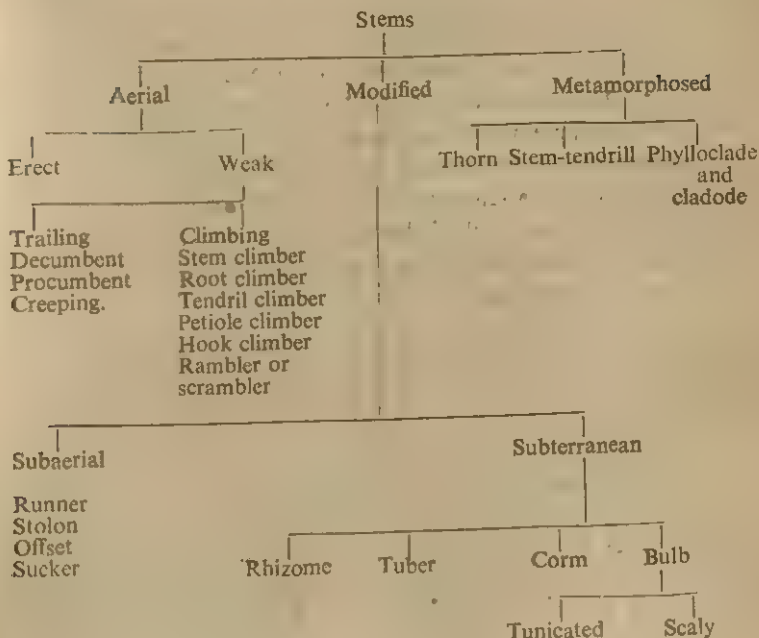 Stems
Aerial Modified Metamorphosed
Erect Weak Thorn Stem-tendrill Phylloclade
and
cladode
Trailing Climbing
Decumbent Stem climber
Procumbent Root climber
Creeping. Tendril climber
Petiole climber
Hook climber
Rambler or
scrambler
Subaerial Subterranean
Runner
Stolon
Offset
Sucker Rhizome Tuber Corm Bulb
Tunicated Scaly